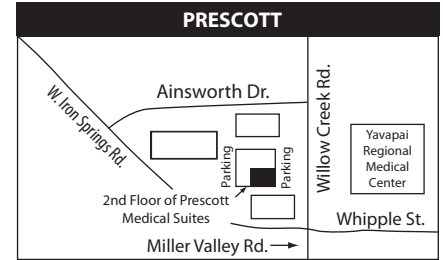 PRESCOTT
Ainsworth Dr.
W. Iron Springs Rd.
Willow Creek Rd.
Parking
Parking
Yavapai
Regional
Medical
Center
2nd Floor of Prescott
Medical Suites
Whipple St.
Miller Valley Rd.